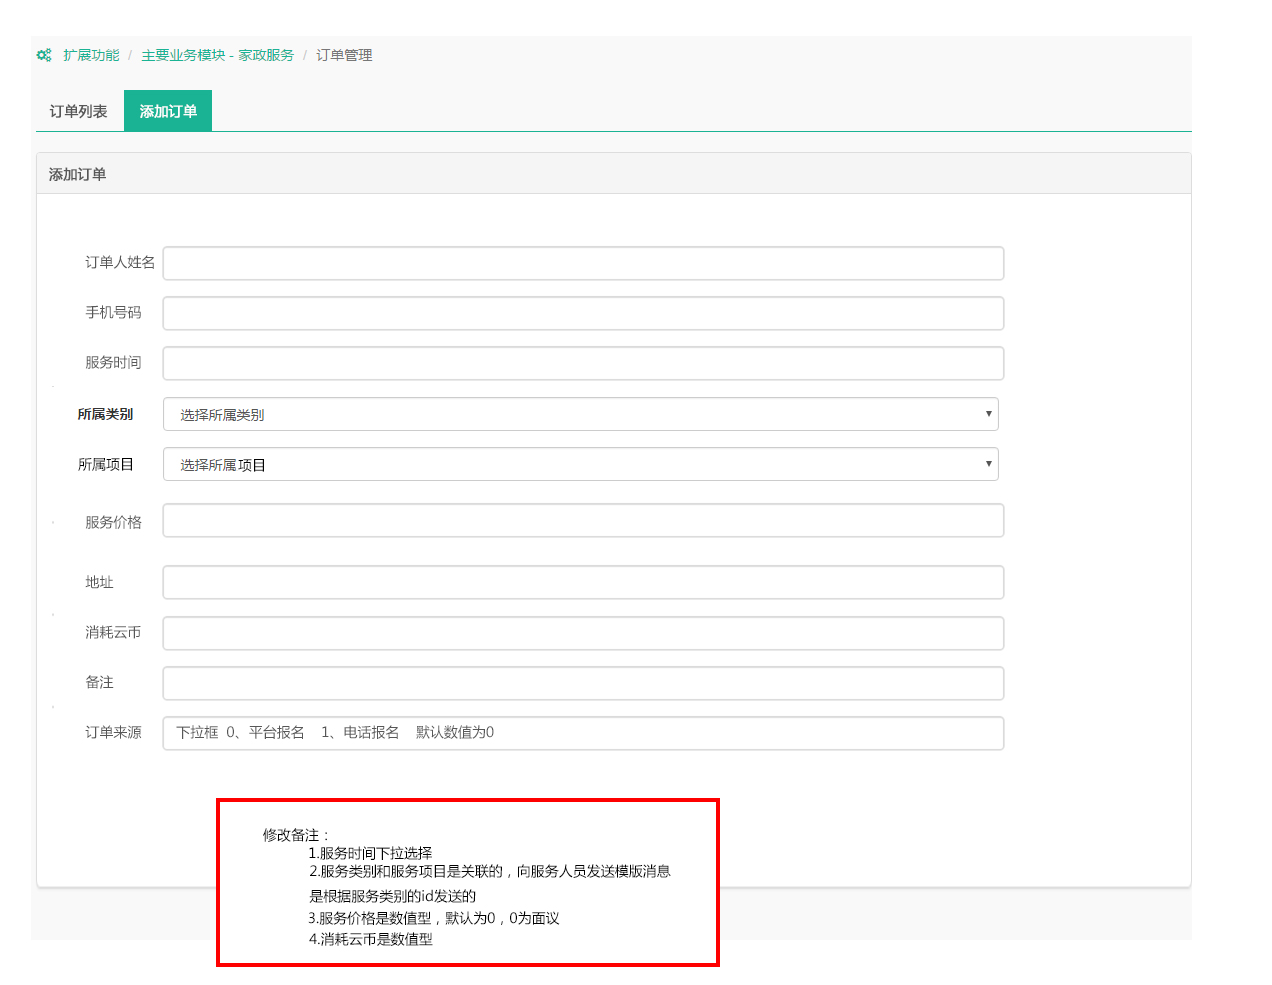 扩展功能 / 主要业务模块 - 家政服务 / 订单管理
订单列表 添加订单
添加订单
订单人姓名
手机号码
服务时间
所属类别 选择所属类别
所属项目 选择所属项目
服务价格
地址
消耗云币
备注
订单来源 下拉框 0、平台报名 1、电话报名 默认数值为0
修改备注：
1.服务时间下拉选择
2.服务类别和服务项目是关联的，向服务人员发送模版消息
是根据服务类别的id发送的
3.服务价格是数值型，默认为0，0为面议
4.消耗云币是数值型